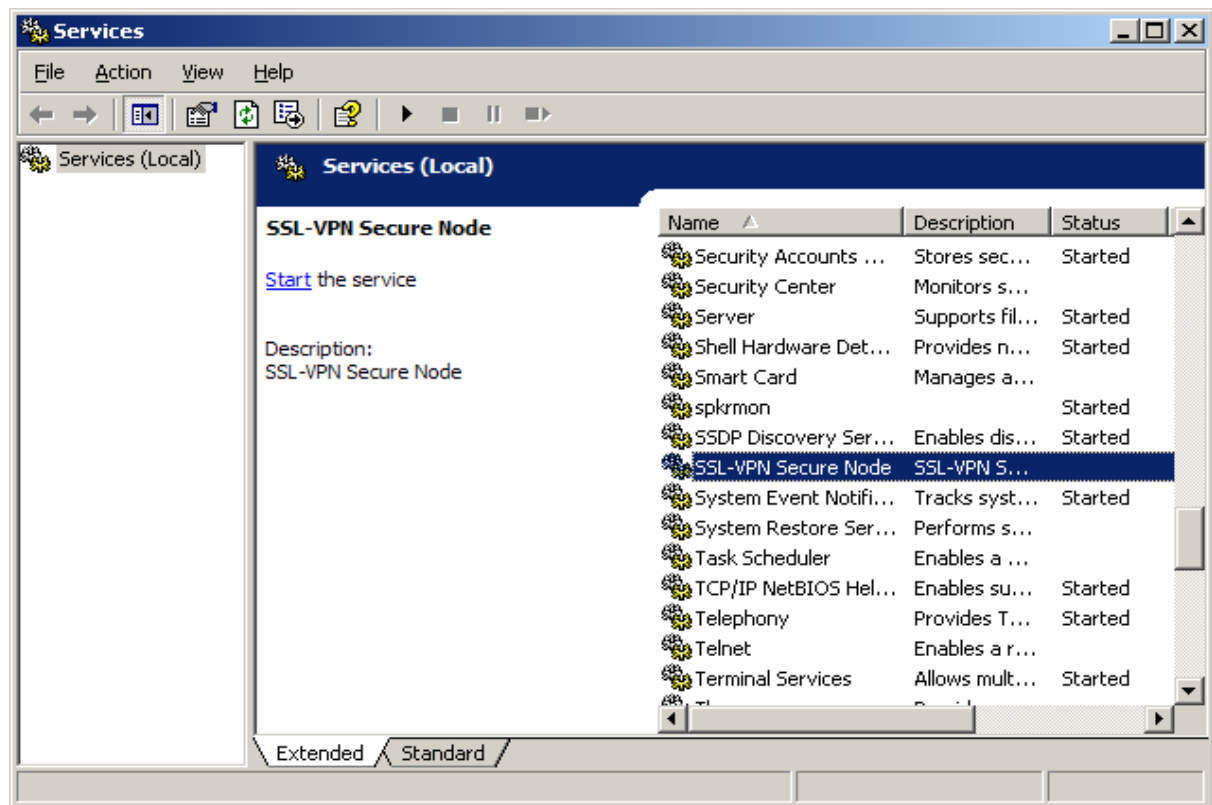 Services
File Action View Help
Services (Local)
Services (Local)
SSL-VPN Secure Node
Start the service
Description:
SSL-VPN Secure Node
Name Description Status
Security Accounts ... Stores sec... Started
Security Center Monitors s...
Server Supports fil... Started
Shell Hardware Det... Provides n... Started
Smart Card Manages a...
spkrmon Started
SSDP Discovery Ser... Enables dis... Started
SSL-VPN Secure Node SSL-VPN S...
System Event Notifi... Tracks syst... Started
System Restore Ser... Performs s...
Task Scheduler Enables a ...
TCP/IP NetBIOS Hel... Enables su... Started
Telephony Provides T... Started
Telnet Enables a r...
Terminal Services Allows mult... Started
Extended Standard